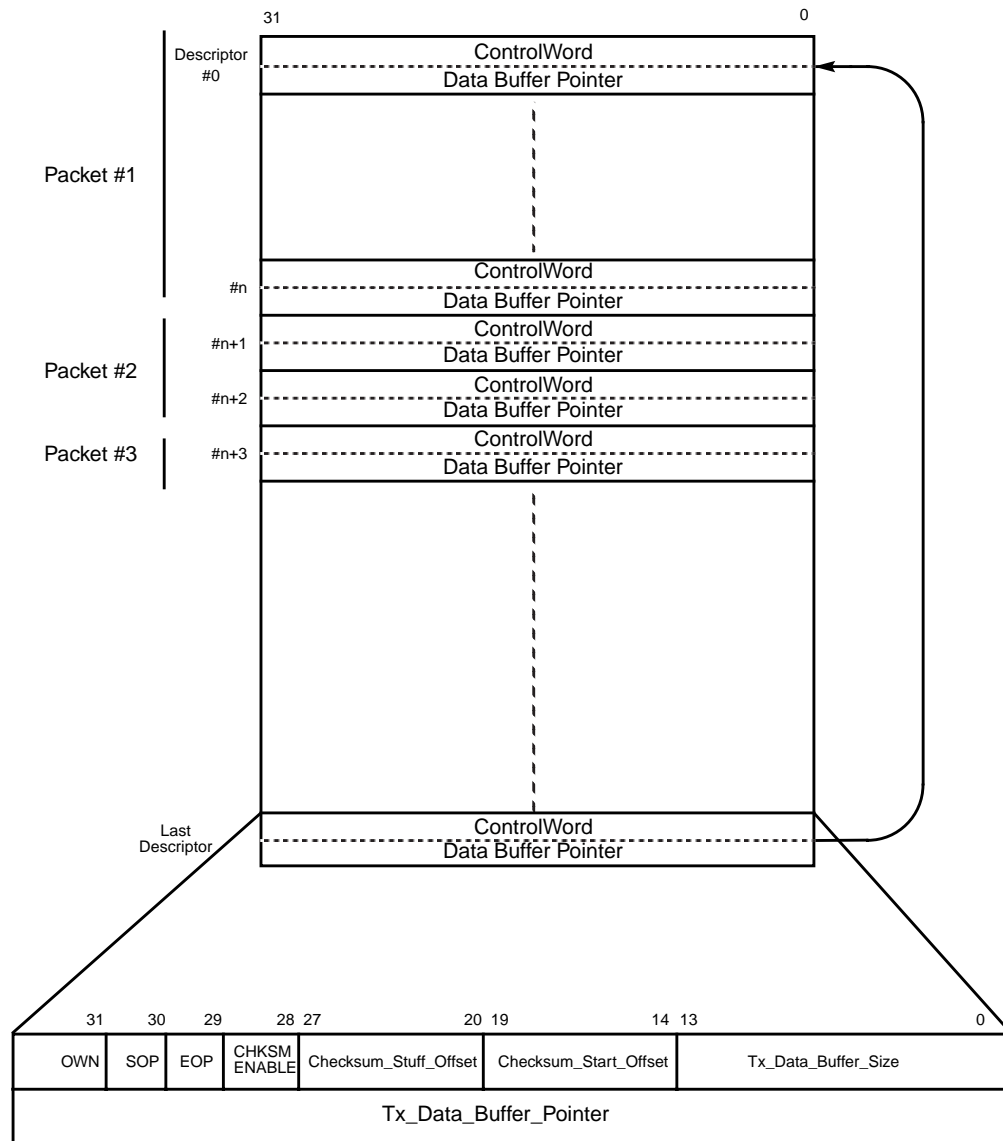 31 0
Descriptor
#0
ControlWord
Data Buffer Pointer
Packet #1
#n
ControlWord
Data Buffer Pointer
Packet #2
#n+1
ControlWord
Data Buffer Pointer
#n+2
ControlWord
Data Buffer Pointer
Packet #3
#n+3
ControlWord
Data Buffer Pointer
Last
Descriptor
ControlWord
Data Buffer Pointer
31 30 29 28 27 20 19 14 13 0
OWN SOP EOP CHKSM
ENABLE Checksum_Stuff_Offset Checksum_Start_Offset Tx_Data_Buffer_Size
Tx_Data_Buffer_Pointer